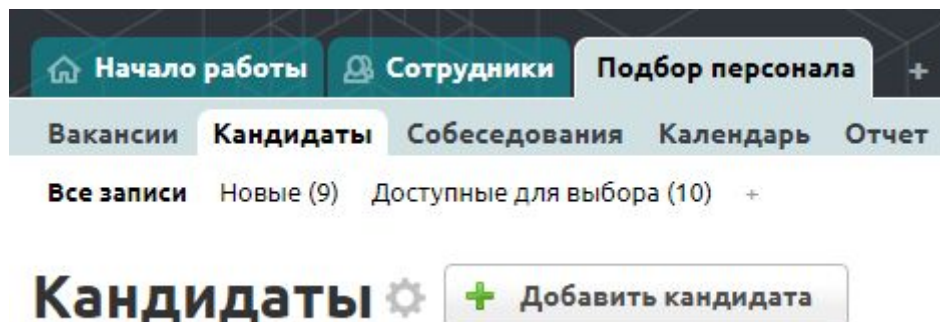 Начало работы Сотрудники Подбор персонала +
Вакансии Кандидаты Собеседования Календарь Отчет
Все записи Новые (9) Доступные для выбора (10) +
Кандидаты + Добавить кандидата